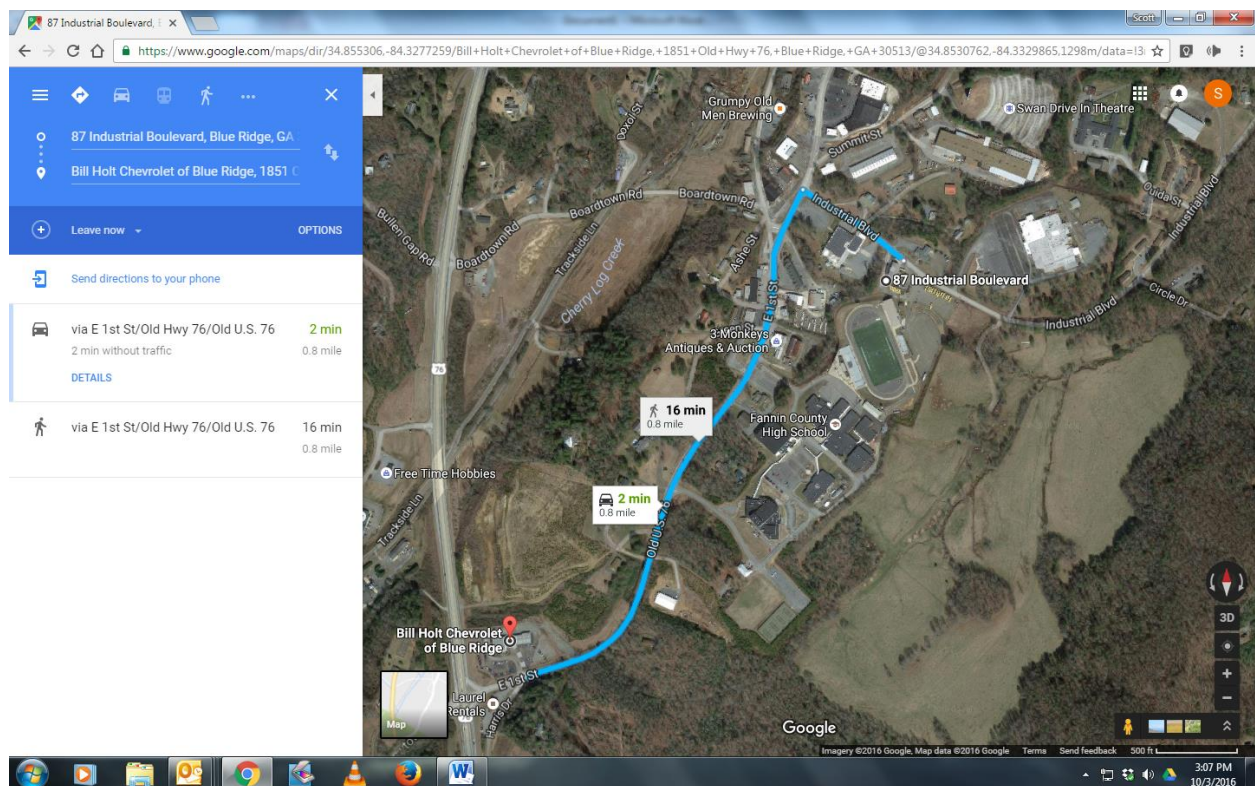 87 Industrial Boulevard, E
Scott
https://www.google.com/maps/dir/34.855306,-84.3277259/Bill+Holt+Chevrolet+of+Blue+Ridge,+1851+Old+Hwy+76,+Blue+Ridge,+GA+30513/@34.8530762,-84.3329865,1298m/data=!3
87 Industrial Boulevard, Blue Ridge, GA
Bill Holt Chevrolet of Blue Ridge, 1851
Leave now
OPTIONS
Send directions to your phone
via E 1st St/Old Hwy 76/Old U.S. 76
2 min
2 min without traffic
0.8 mile
DETAILS
via E 1st St/Old Hwy 76/Old U.S. 76
16 min
0.8 mile
S
Grumpy Old
Men Brewing
Swan Drive In Theatre
Doxol St
Summit St
Boardtown Rd
Boardtown Rd
Boardtown Rd
Industrial Blvd
Ouida St
Industrial Blvd
Bullen Gap Rd
Trackside Ln
Cherry Log Creek
Ashe St
E 1st St
87 Industrial Boulevard
Circle Dr
Industrial Blvd
3 Monkeys
Antiques & Auction
76
16 min
0.8 mile
Fannin County
High School
Free Time Hobbies
2 min
0.8 mile
Trackside Ln
Old U.S. 76
Bill Holt Chevrolet
of Blue Ridge
E 1st St
Laurel
Rentals
Harris Dr
76
Map
3D
Google
Imagery ©2016 Google, Map data ©2016 Google
Terms
Send feedback
500 ft
3:07 PM
10/3/2016